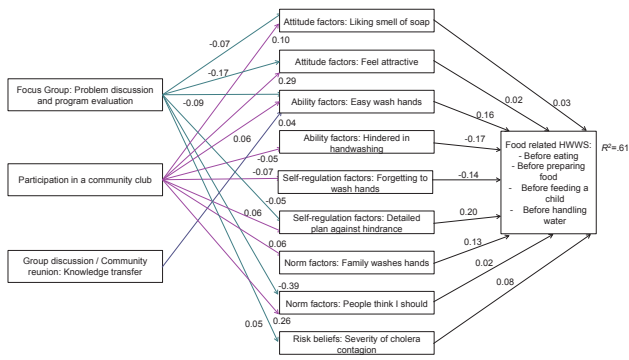 Attitude factors: Liking smell of soap
-0.07
0.10
Attitude factors: Feel attractive
-0.17
0.29
Focus Group: Problem discussion
and program evaluation
-0.09
Ability factors: Easy wash hands
0.04
0.02
0.03
0.16
0.06
Ability factors: Hindered in
handwashing
-0.17
Food related HWWS:
- Before eating
- Before preparing
food
- Before feeding a
child
- Before handling
water
R²=.61
-0.05
Participation in a community club
-0.07
Self-regulation factors: Forgetting to
wash hands
-0.14
-0.05
0.06
Self-regulation factors: Detailed
plan against hindrance
0.20
0.06
Group discussion / Community
reunion: Knowledge transfer
Norm factors: Family washes hands
0.13
0.02
-0.39
Norm factors: People think I should
0.08
0.26
0.05
Risk beliefs: Severity of cholera
contagion